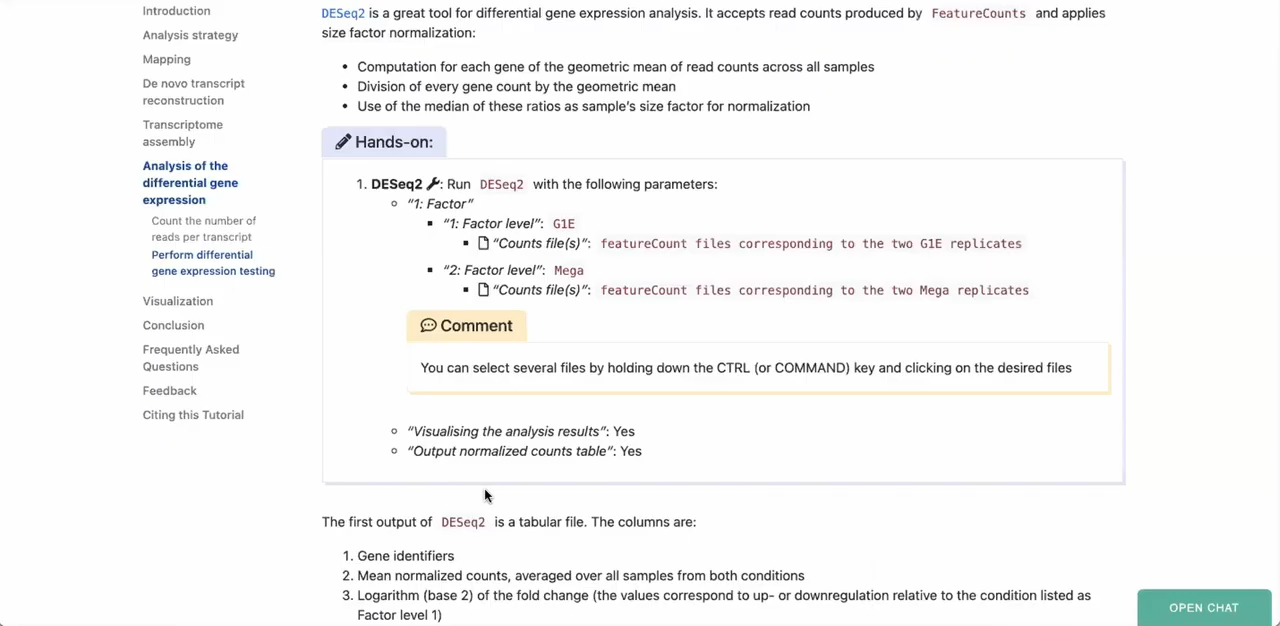 Introduction
Analysis strategy
Mapping
De novo transcript
reconstruction
Transcriptome
assembly
Analysis of the
differential gene
expression
Count the number of
reads per transcript
Perform differential
gene expression testing
Visualization
Conclusion
Frequently Asked
Questions
Feedback
Citing this Tutorial
DESeq2 is a great tool for differential gene expression analysis. It accepts read counts produced by FeatureCounts and applies
size factor normalization:
• Computation for each gene of the geometric mean of read counts across all samples
• Division of every gene count by the geometric mean
• Use of the median of these ratios as sample's size factor for normalization
Hands-on:
1. DESeq2 : Run DESeq2 with the following parameters:
“1: Factor”
“1: Factor level”: G1E
“Counts file(s)”: featureCount files corresponding to the two G1E replicates
“2: Factor level”: Mega
“Counts file(s)”: featureCount files corresponding to the two Mega replicates
Comment
You can select several files by holding down the CTRL (or COMMAND) key and clicking on the desired files
“Visualising the analysis results”: Yes
“Output normalized counts table”: Yes
The first output of DESeq2 is a tabular file. The columns are:
1. Gene identifiers
2. Mean normalized counts, averaged over all samples from both conditions
3. Logarithm (base 2) of the fold change (the values correspond to up- or downregulation relative to the condition listed as
Factor level 1)
OPEN CHAT